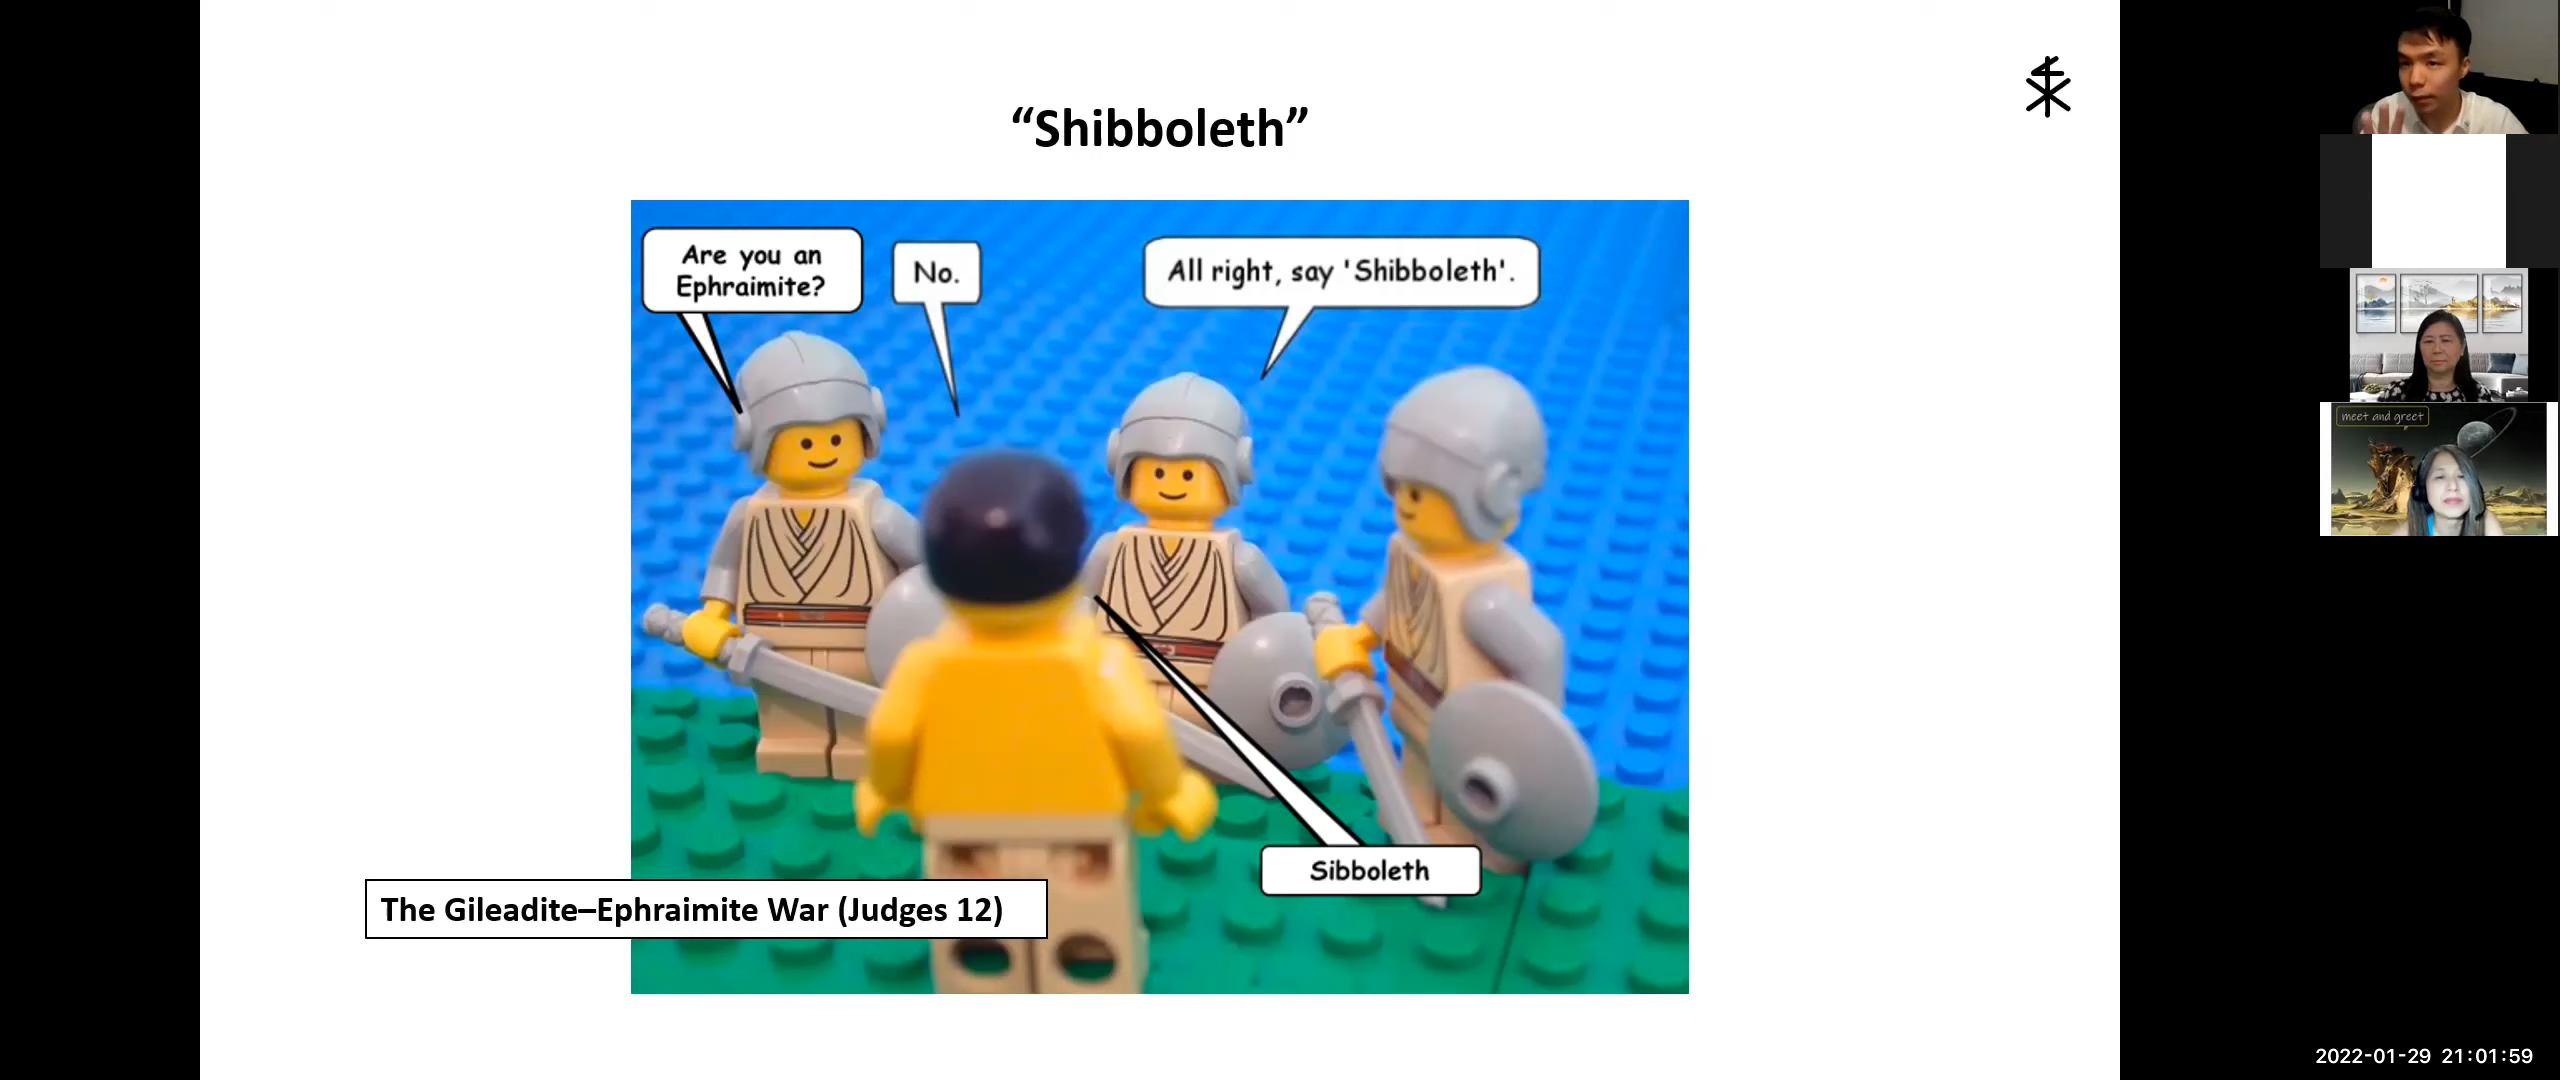 “Shibboleth”
Are you an
Ephraimite?
No.
All right, say 'Shibboleth'.
Sibboleth
The Gileadite–Ephraimite War (Judges 12)
meet and greet
2022-01-29 21:01:59